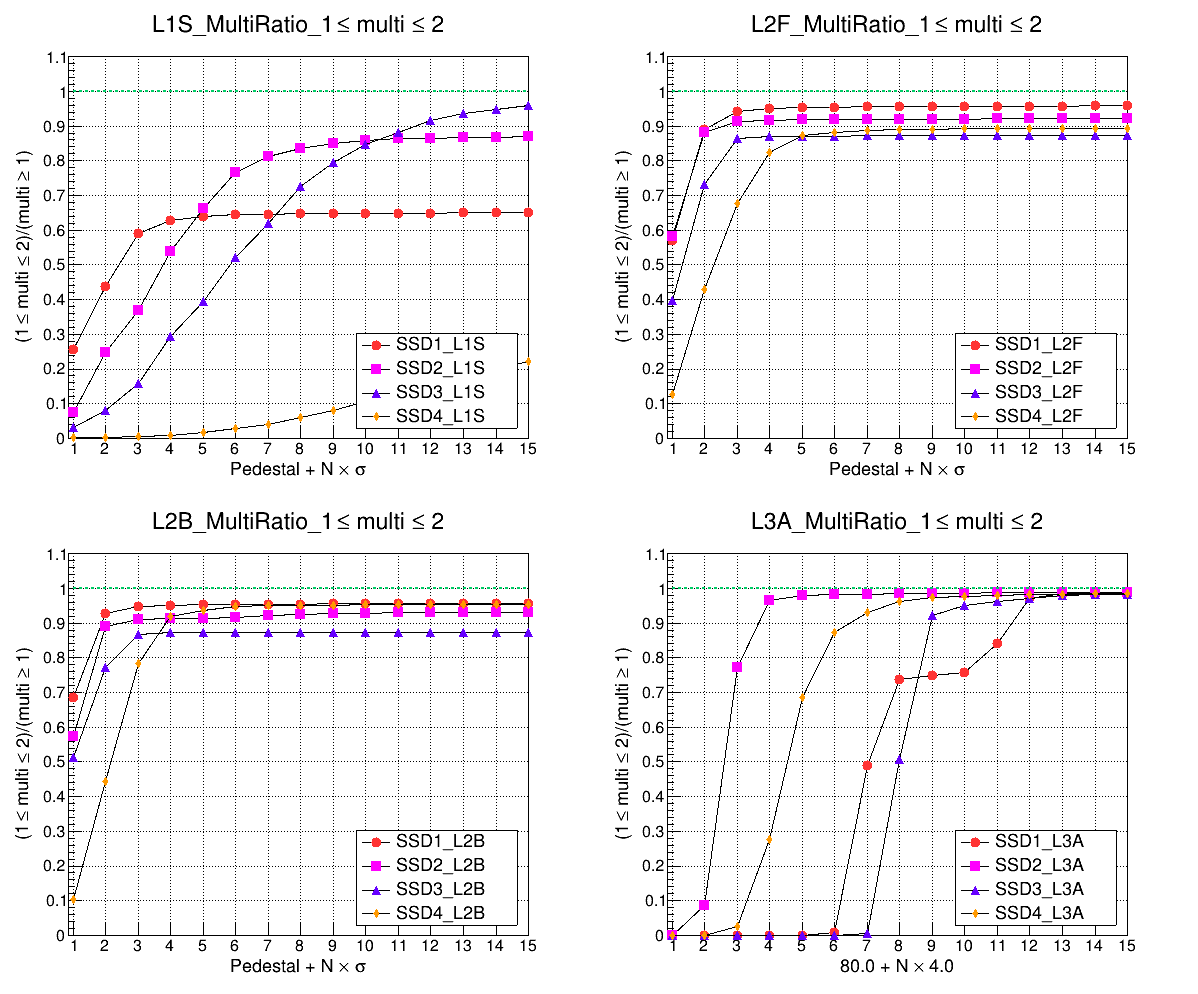 L1S_MultiRatio_1 ≤ multi ≤ 2
(1 ≤ multi ≤ 2)/(multi ≥ 1)
1.1
1
0.9
0.8
0.7
0.6
0.5
0.4
0.3
0.2
0.1
0
SSD1_L1S
SSD2_L1S
SSD3_L1S
SSD4_L1S
1 2 3 4 5 6 7 8 9 10 11 12 13 14 15
Pedestal + N × σ
L2F_MultiRatio_1 ≤ multi ≤ 2
(1 ≤ multi ≤ 2)/(multi ≥ 1)
1.1
1
0.9
0.8
0.7
0.6
0.5
0.4
0.3
0.2
0.1
0
SSD1_L2F
SSD2_L2F
SSD3_L2F
SSD4_L2F
1 2 3 4 5 6 7 8 9 10 11 12 13 14 15
Pedestal + N × σ
L2B_MultiRatio_1 ≤ multi ≤ 2
(1 ≤ multi ≤ 2)/(multi ≥ 1)
1.1
1
0.9
0.8
0.7
0.6
0.5
0.4
0.3
0.2
0.1
0
SSD1_L2B
SSD2_L2B
SSD3_L2B
SSD4_L2B
1 2 3 4 5 6 7 8 9 10 11 12 13 14 15
Pedestal + N × σ
L3A_MultiRatio_1 ≤ multi ≤ 2
(1 ≤ multi ≤ 2)/(multi ≥ 1)
1.1
1
0.9
0.8
0.7
0.6
0.5
0.4
0.3
0.2
0.1
0
SSD1_L3A
SSD2_L3A
SSD3_L3A
SSD4_L3A
1 2 3 4 5 6 7 8 9 10 11 12 13 14 15
80.0 + N × 4.0